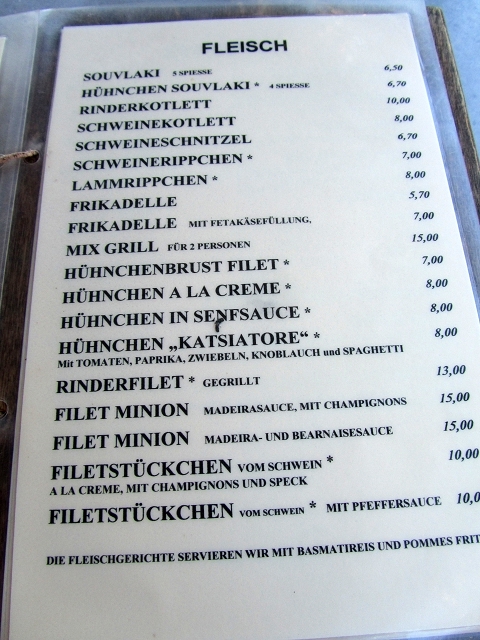 FLEISCH
SOUVLAKI 5 SPIESSE 6,50
HÜHNCHEN SOUVLAKI * 4 SPIESSE 6,70
RINDERKOTLETT 10,00
SCHWEINEKOTLETT 8,00
SCHWEINESCHNITZEL 6,70
SCHWEINERIPPCHEN * 7,00
LAMMRIPPCHEN * 8,00
FRIKADELLE 5,70
FRIKADELLE MIT FETAKÄSEFÜLLUNG, 7,00
MIX GRILL FÜR 2 PERSONEN 15,00
HÜHNCHENBRUST FILET * 7,00
HÜHNCHEN A LA CREME * 8,00
HÜHNCHEN IN SENFSAUCE * 8,00
HÜHNCHEN „KATSIATORE“ * 8,00
Mit TOMATEN, PAPRIKA, ZWIEBELN, KNOBLAUCH und SPAGHETTI
RINDERFILET * GEGRILLT 13,00
FILET MINION MADEIRASAUCE, MIT CHAMPIGNONS 15,00
FILET MINION MADEIRA- UND BEARNAISESAUCE 15,00
FILETSTÜCKCHEN VOM SCHWEIN * 10,00
A LA CREME, MIT CHAMPIGNONS UND SPECK
FILETSTÜCKCHEN VOM SCHWEIN * MIT PFEFFERSAUCE 10,0
DIE FLEISCHGERICHTE SERVIEREN WIR MIT BASMATIREIS UND POMMES FRIT